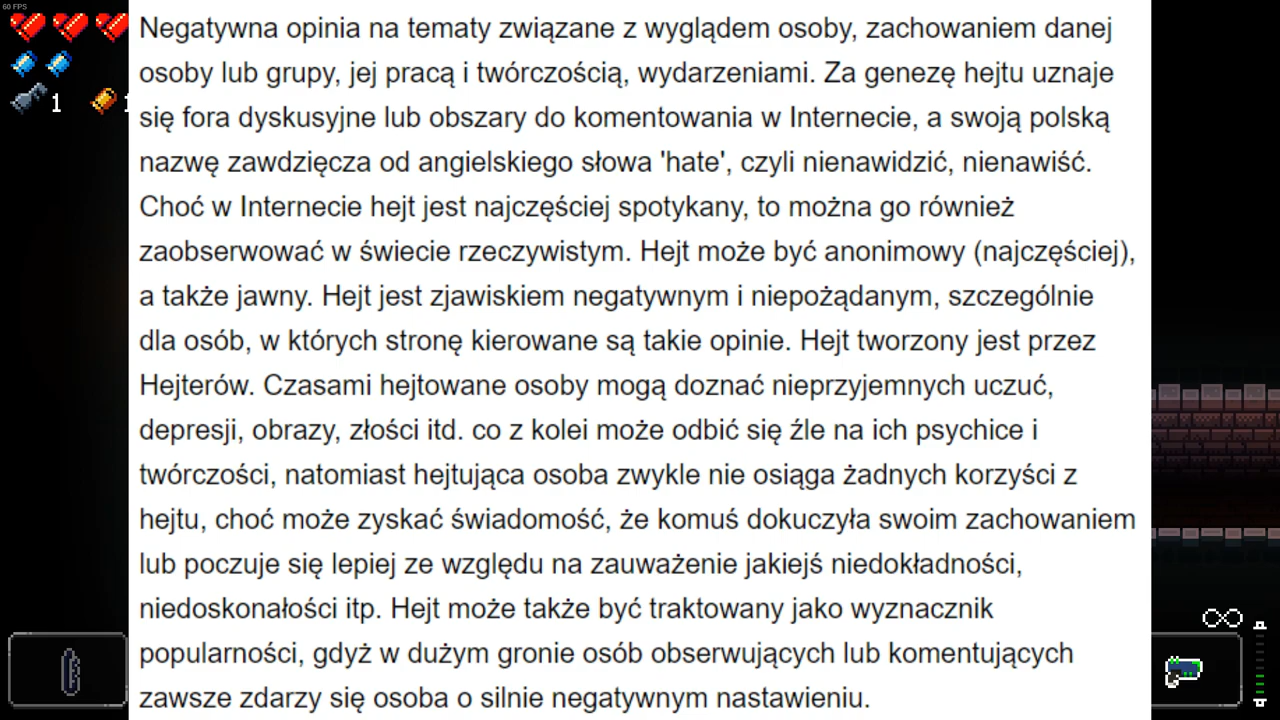 60 FPS
Negatywna opinia na tematy związane z wyglądem osoby, zachowaniem danej
osoby lub grupy, jej pracą i twórczością, wydarzeniami. Za genezę hejtu uznaje
się fora dyskusyjne lub obszary do komentowania w Internecie, a swoją polską
nazwę zawdzięcza od angielskiego słowa 'hate', czyli nienawidzić, nienawiść.
Choć w Internecie hejt jest najczęściej spotykany, to można go również
zaobserwować w świecie rzeczywistym. Hejt może być anonimowy (najczęściej),
a także jawny. Hejt jest zjawiskiem negatywnym i niepożądanym, szczególnie
dla osób, w których stronę kierowane są takie opinie. Hejt tworzony jest przez
Hejterów. Czasami hejtowane osoby mogą doznać nieprzyjemnych uczuć,
depresji, obrazy, złości itd. co z kolei może odbić się źle na ich psychice i
twórczości, natomiast hejtująca osoba zwykle nie osiąga żadnych korzyści z
hejtu, choć może zyskać świadomość, że komuś dokuczyła swoim zachowaniem
lub poczuje się lepiej ze względu na zauważenie jakiejś niedokładności,
niedoskonałości itp. Hejt może także być traktowany jako wyznacznik
popularności, gdyż w dużym gronie osób obserwujących lub komentujących
zawsze zdarzy się osoba o silnie negatywnym nastawieniu.
1
∞